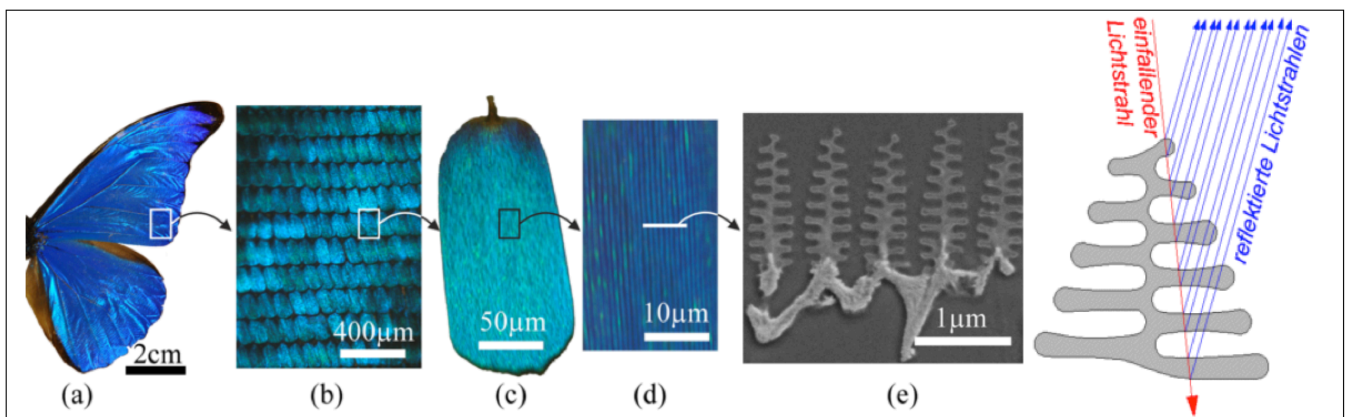 einfallender
Lichtstrahl
reflektierte Lichtstrahlen
2cm
400µm
50µm
10µm
1µm
(a)
(b)
(c)
(d)
(e)